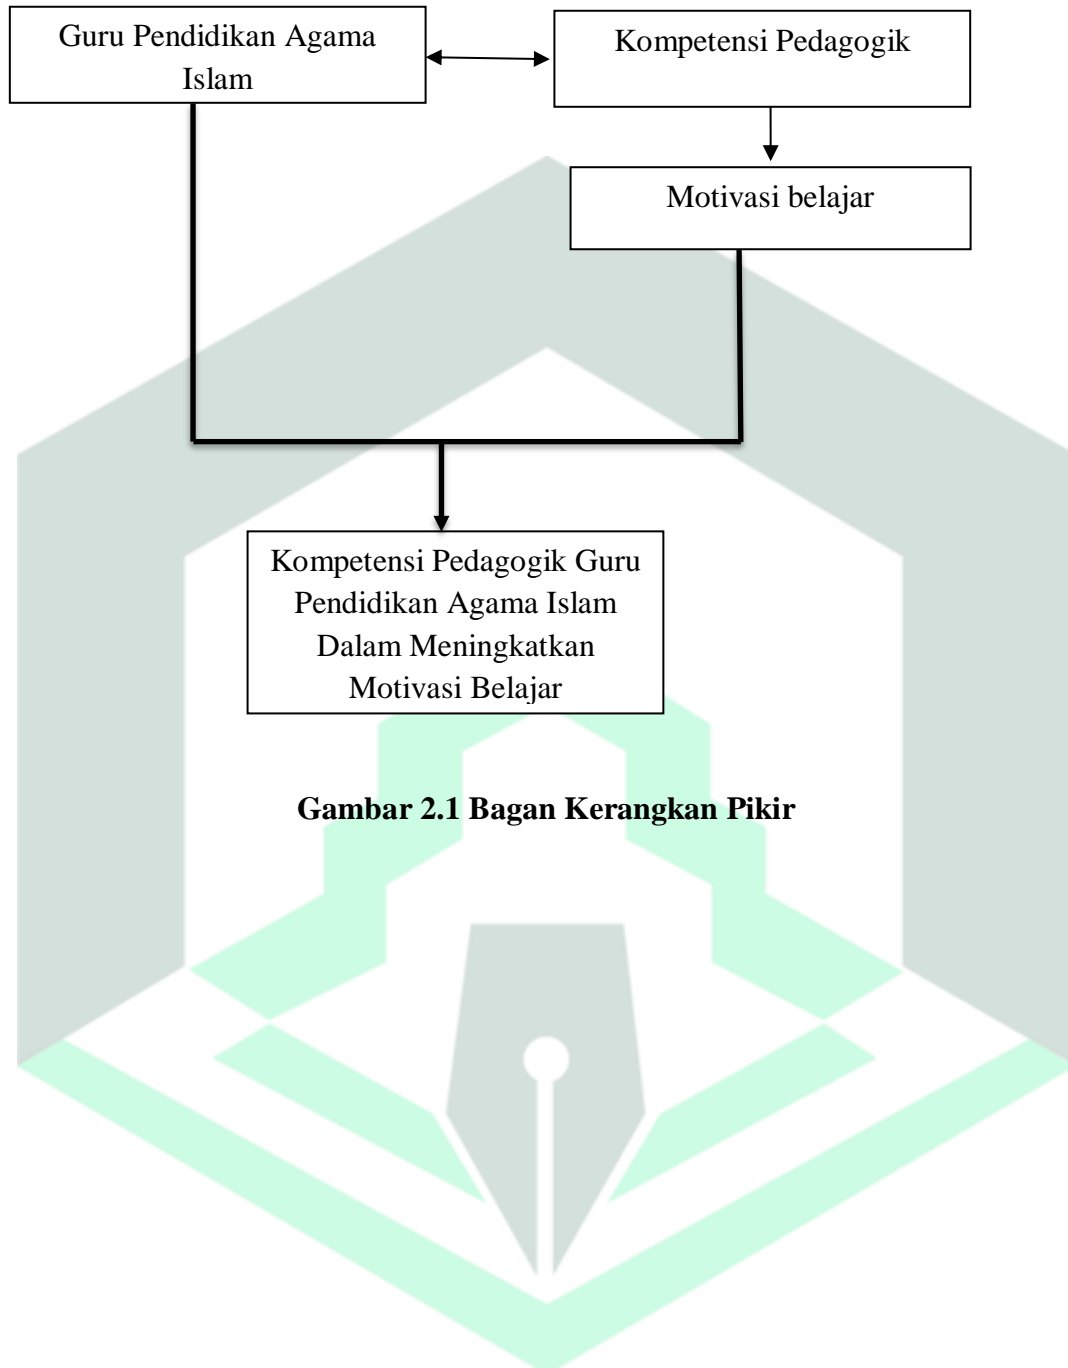 Guru Pendidikan Agama
Islam
Kompetensi Pedagogik
Motivasi belajar
Kompetensi Pedagogik Guru
Pendidikan Agama Islam
Dalam Meningkatkan
Motivasi Belajar
Gambar 2.1 Bagan Kerangkan Pikir